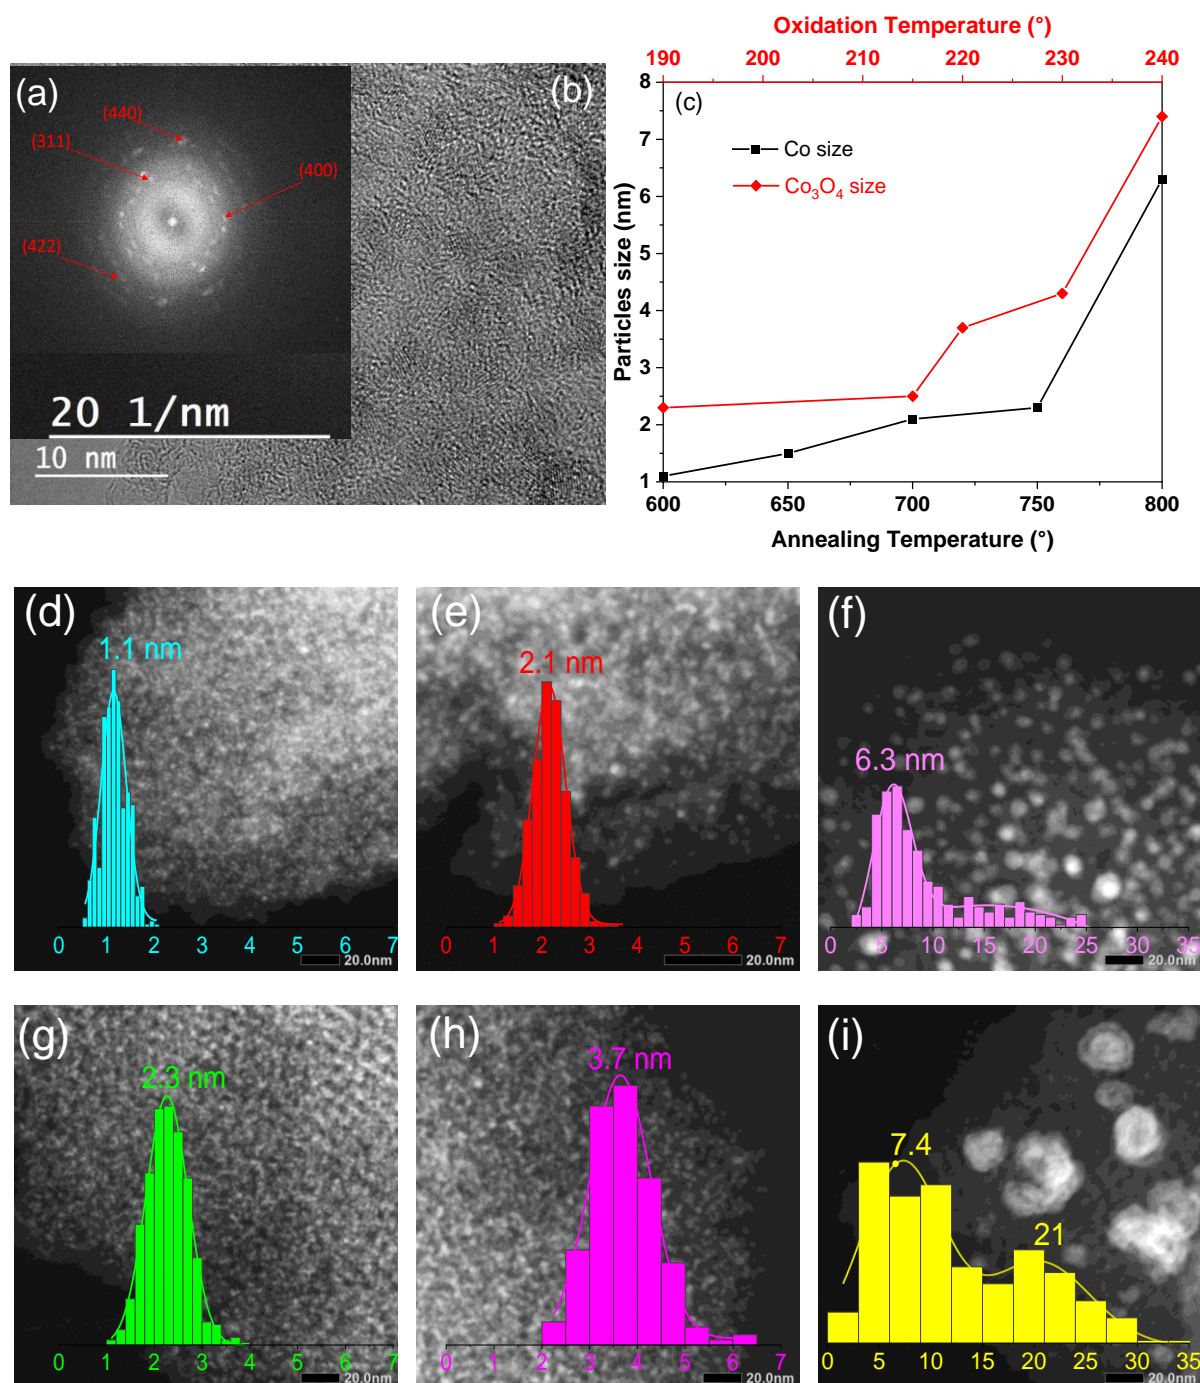 (a)
(b)
(440)
(311)
(400)
(422)
20 1/nm
10 nm
Oxidation Temperature (°)
190 200 210 220 230 240
(c)
Co size
Co₃O₄ size
Particles size (nm)
8
7
6
5
4
3
2
1
600 650 700 750 800
Annealing Temperature (°)
(d)
1.1 nm
0 1 2 3 4 5 6 7
20.0nm
(e)
2.1 nm
0 1 2 3 4 5 6 7
20.0nm
(f)
6.3 nm
0 5 10 15 20 25 30 35
20.0nm
(g)
2.3 nm
0 1 2 3 4 5 6 7
20.0nm
(h)
3.7 nm
0 1 2 3 4 5 6 7
20.0nm
(i)
7.4
21
0 5 10 15 20 25 30 35
20.0nm